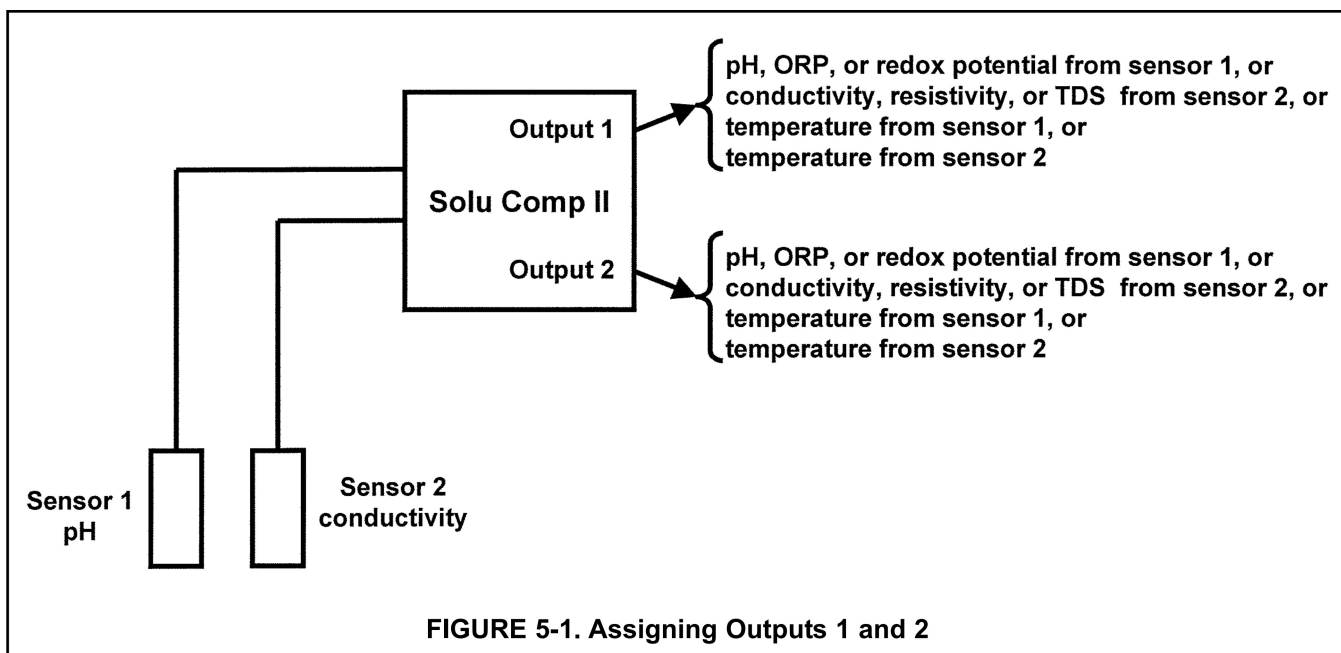 pH, ORP, or redox potential from sensor 1, or
conductivity, resistivity, or TDS from sensor 2, or
temperature from sensor 1, or
temperature from sensor 2
Output 1
Solu Comp II
Output 2
pH, ORP, or redox potential from sensor 1, or
conductivity, resistivity, or TDS from sensor 2, or
temperature from sensor 1, or
temperature from sensor 2
Sensor 1
pH
Sensor 2
conductivity
FIGURE 5-1. Assigning Outputs 1 and 2